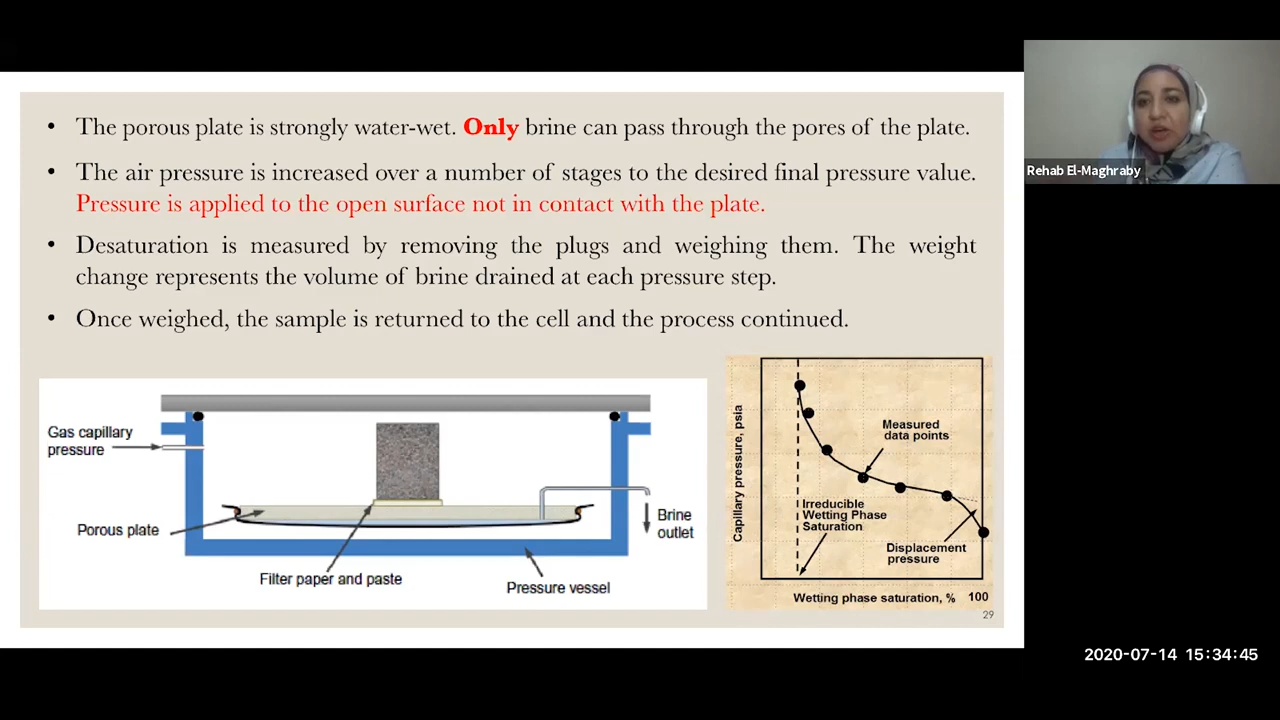 • The porous plate is strongly water-wet. Only brine can pass through the pores of the plate.
• The air pressure is increased over a number of stages to the desired final pressure value.
Pressure is applied to the open surface not in contact with the plate.
• Desaturation is measured by removing the plugs and weighing them. The weight
change represents the volume of brine drained at each pressure step.
• Once weighed, the sample is returned to the cell and the process continued.
Gas capillary
pressure
Porous plate
Filter paper and paste
Pressure vessel
Brine
outlet
Capillary pressure, psia
Measured
data points
Irreducible
Wetting Phase
Saturation
Displacement
pressure
Wetting phase saturation, % 100
29
Rehab El-Maghraby
2020-07-14 15:34:45